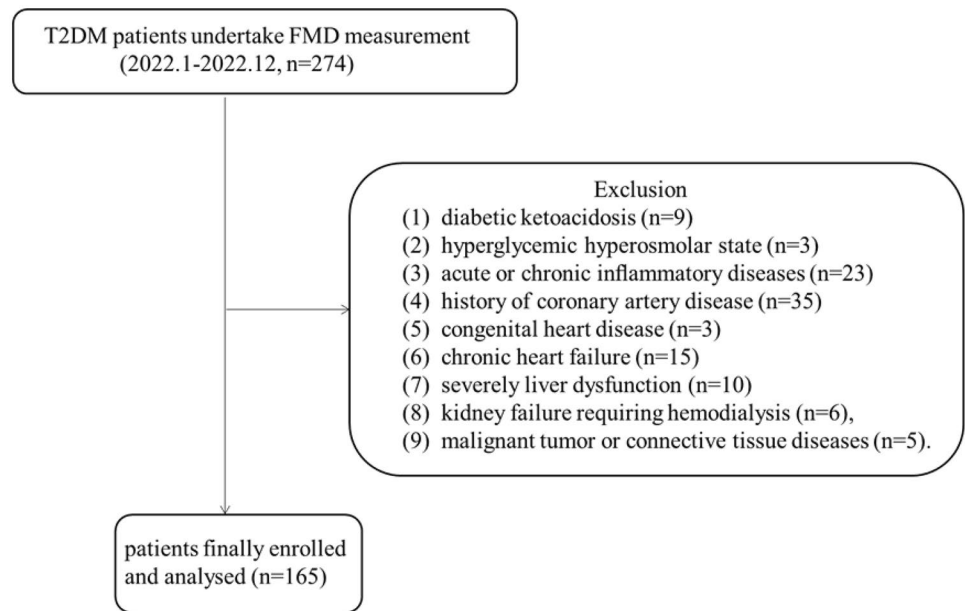 T2DM patients undertake FMD measurement
(2022.1-2022.12, n=274)
Exclusion
(1) diabetic ketoacidosis (n=9)
(2) hyperglycemic hyperosmolar state (n=3)
(3) acute or chronic inflammatory diseases (n=23)
(4) history of coronary artery disease (n=35)
(5) congenital heart disease (n=3)
(6) chronic heart failure (n=15)
(7) severely liver dysfunction (n=10)
(8) kidney failure requiring hemodialysis (n=6),
(9) malignant tumor or connective tissue diseases (n=5).
patients finally enrolled
and analysed (n=165)